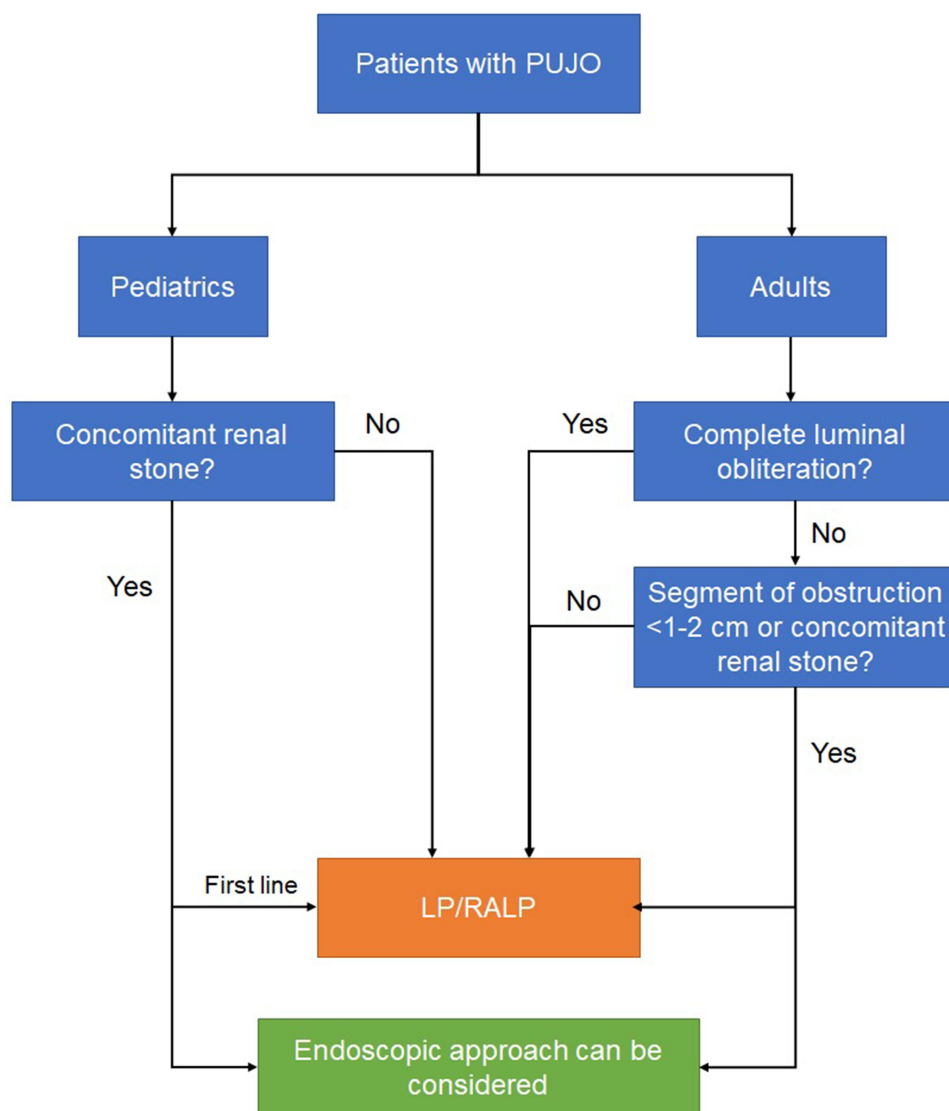 Patients with PUJO
Pediatrics
Adults
Concomitant renal
stone?
No
Yes
Complete luminal
obliteration?
No
Yes
No
Segment of obstruction
<1-2 cm or concomitant
renal stone?
Yes
First line
LP/RALP
Endoscopic approach can be
considered